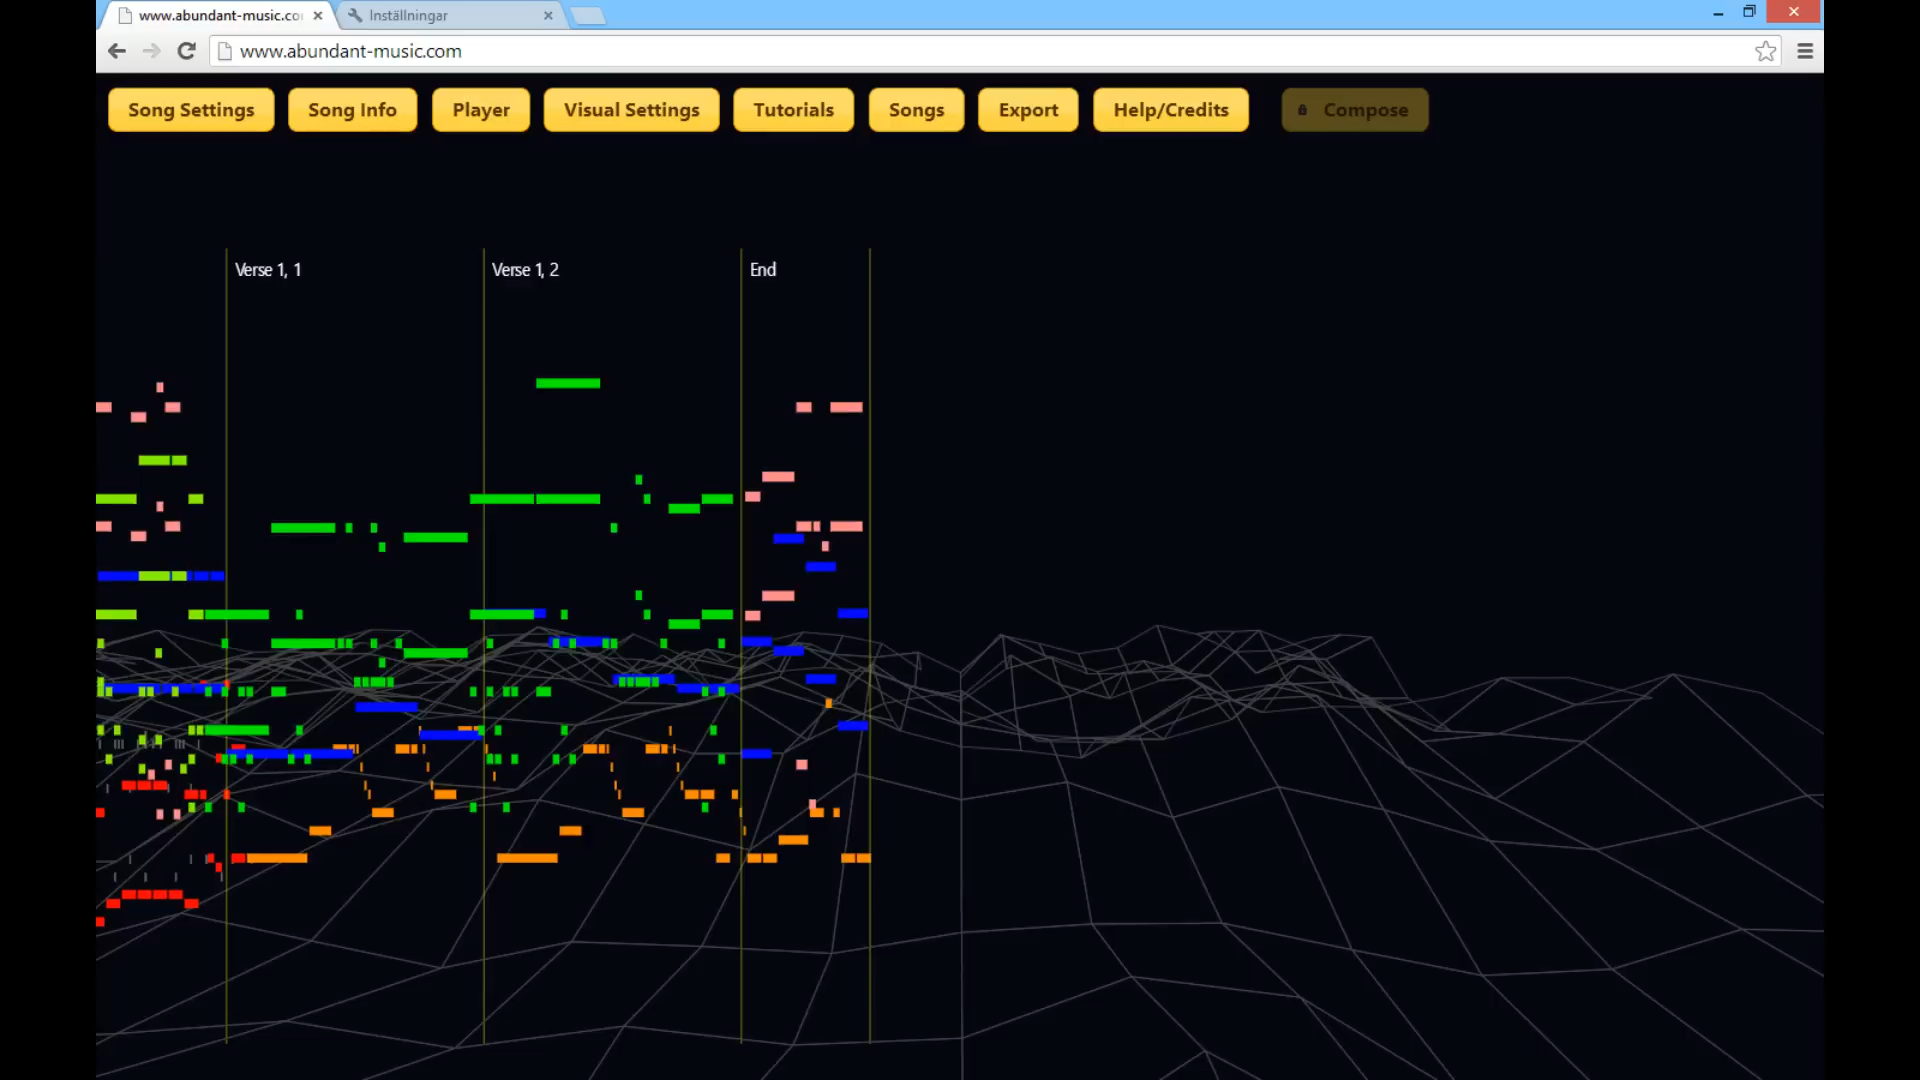 www.abundant-music.co
Inställningar
www.abundant-music.com
Song Settings
Song Info
Player
Visual Settings
Tutorials
Songs
Export
Help/Credits
Compose
Verse 1, 1
Verse 1, 2
End